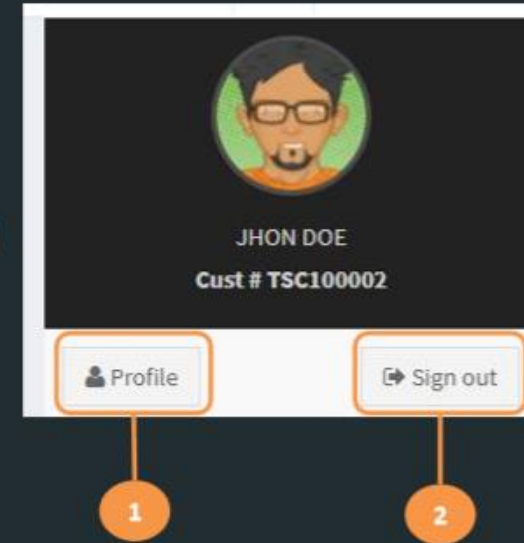 JHON DOE
Cust # TSC100002
Profile
Sign out
1
2